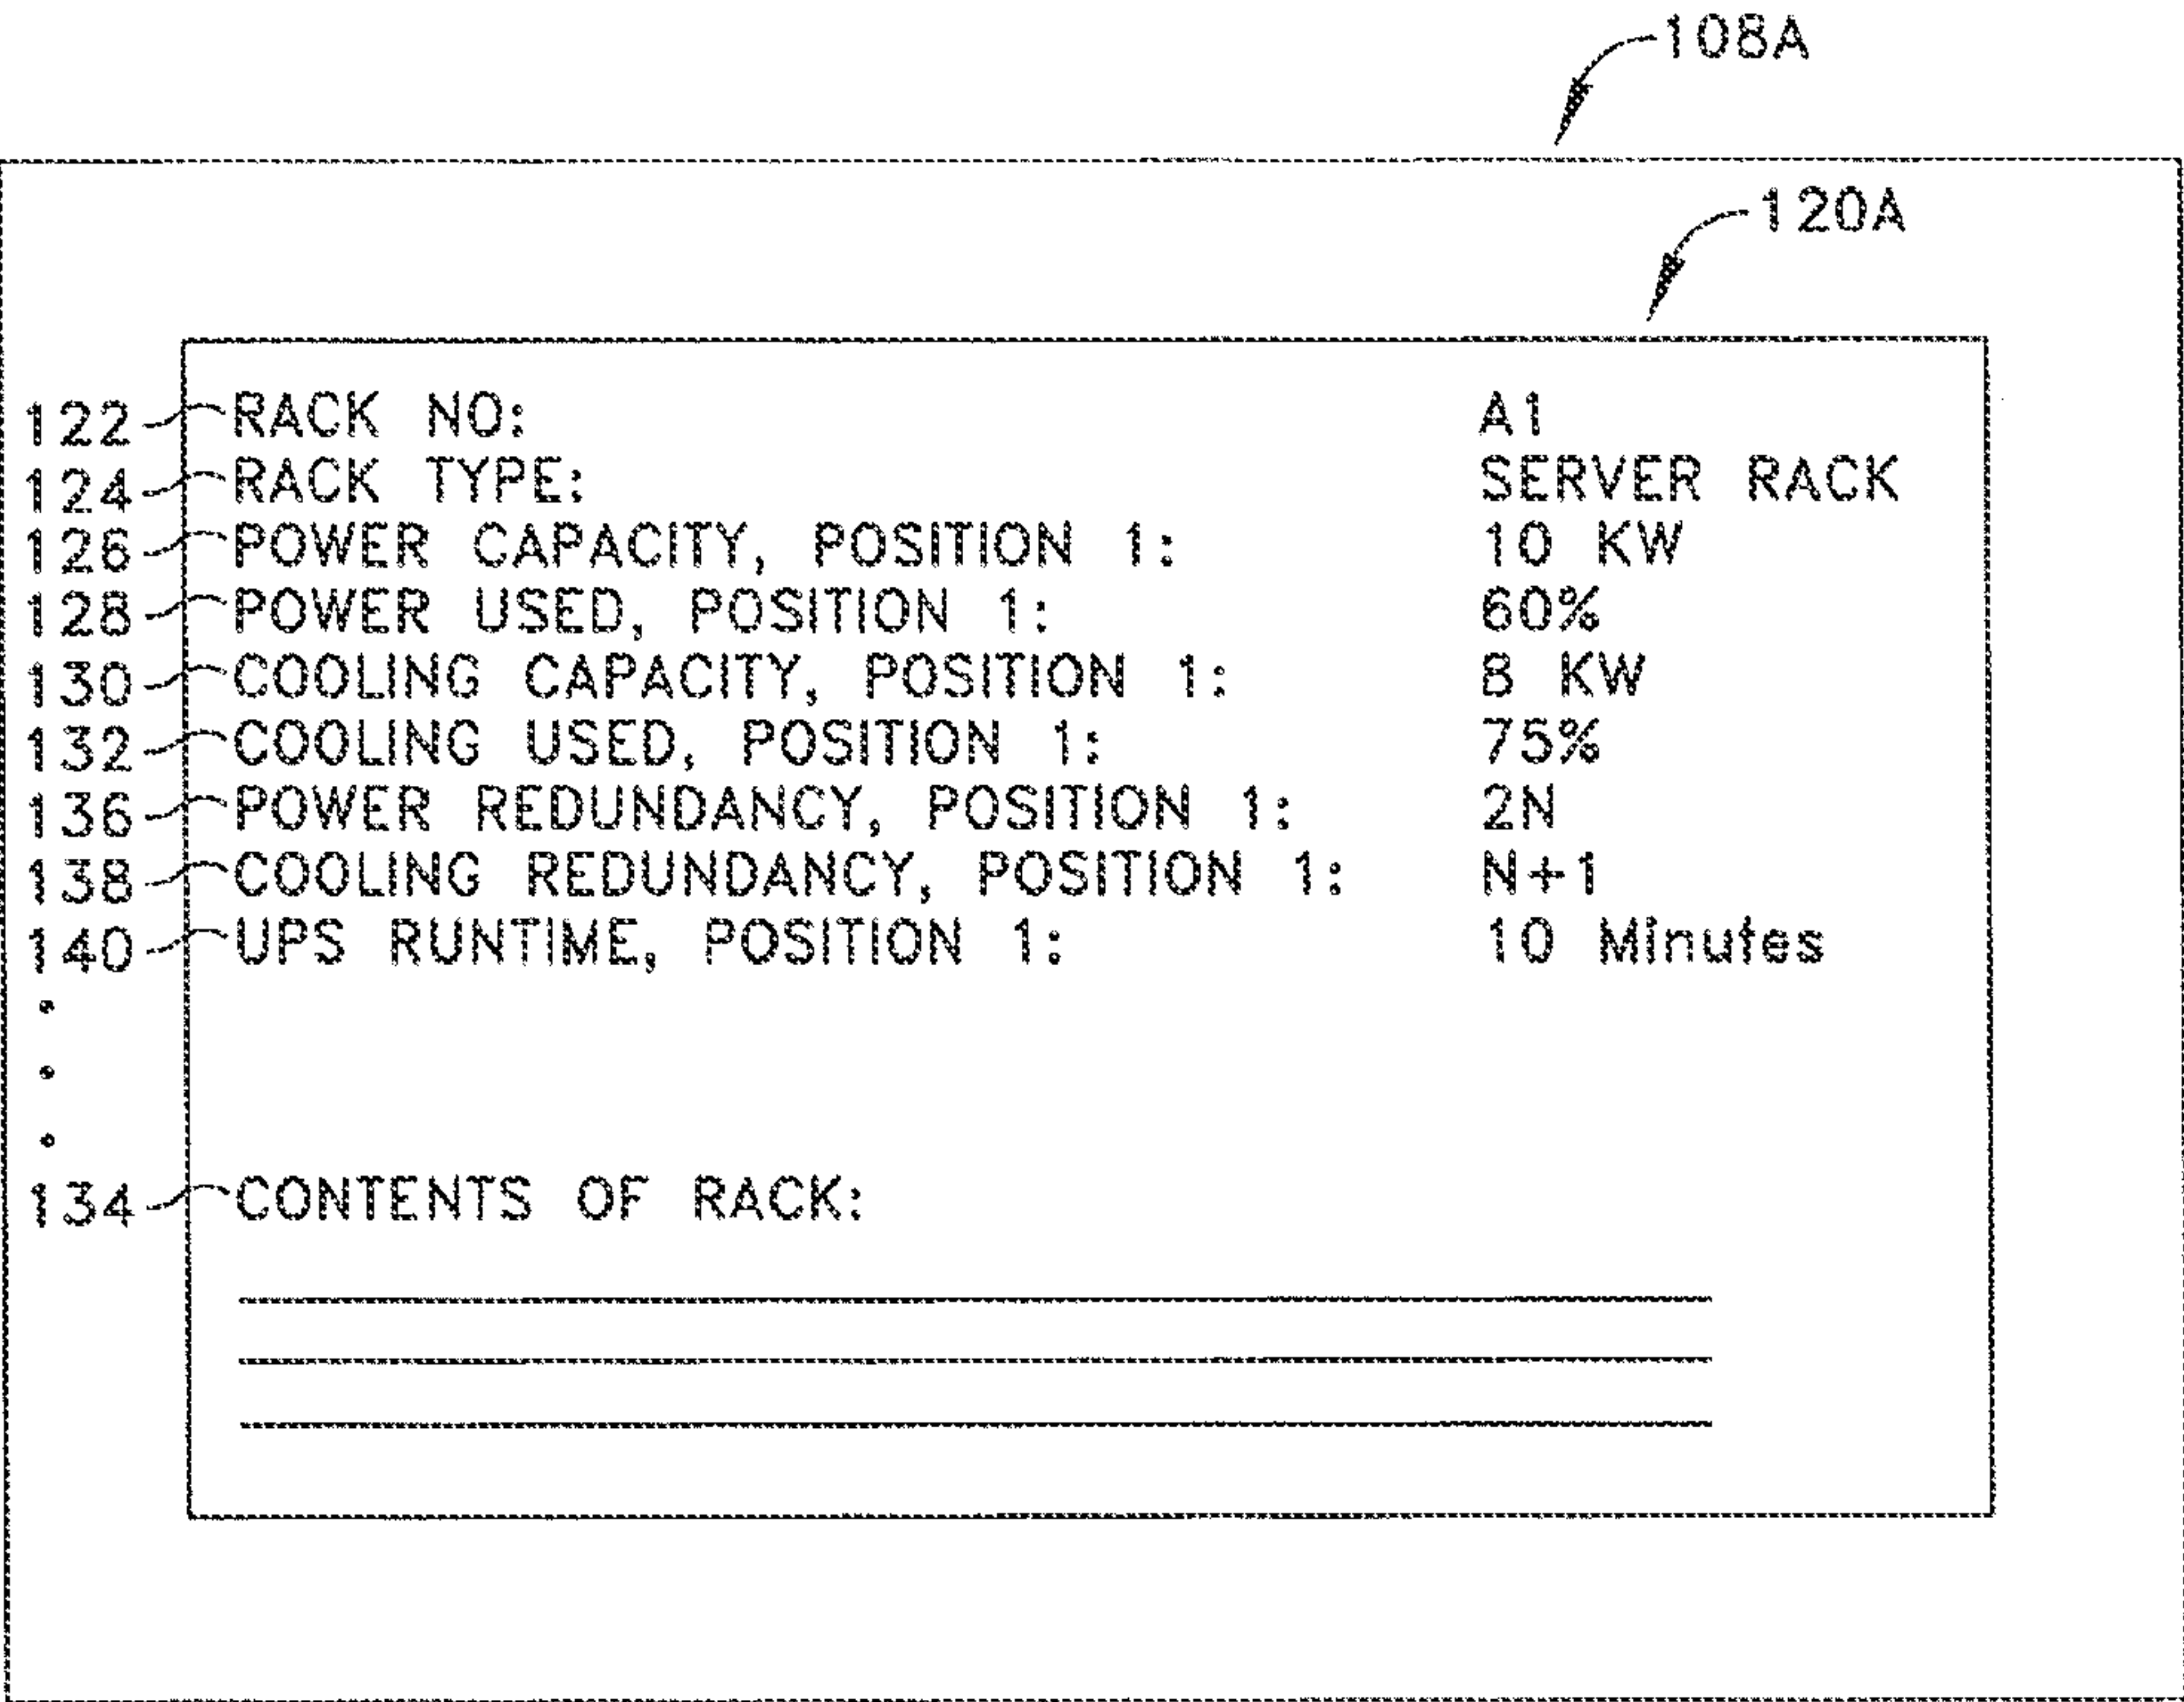 108A
120A
122 RACK NO: A1
124 RACK TYPE: SERVER RACK
126 POWER CAPACITY, POSITION 1: 10 KW
128 POWER USED, POSITION 1: 60%
130 COOLING CAPACITY, POSITION 1: 8 KW
132 COOLING USED, POSITION 1: 75%
136 POWER REDUNDANCY, POSITION 1: 2N
138 COOLING REDUNDANCY, POSITION 1: N+1
140 UPS RUNTIME, POSITION 1: 10 Minutes
134 CONTENTS OF RACK: